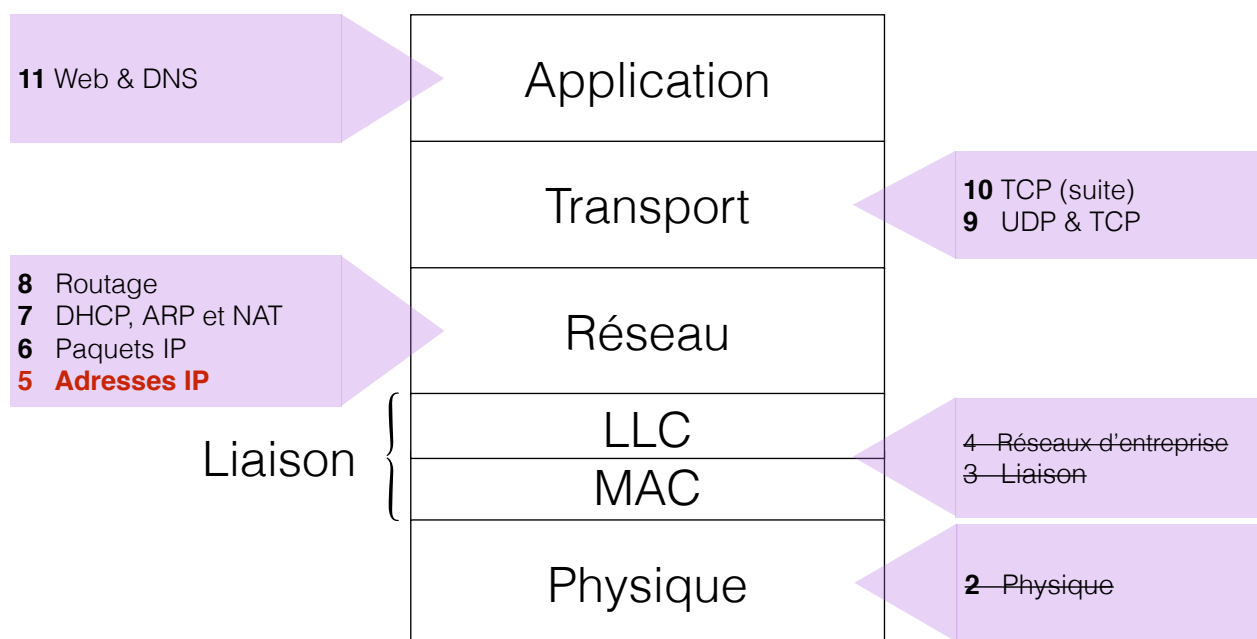 11 Web & DNS
Application
Transport
10 TCP (suite)
9 UDP & TCP
8 Routage
7 DHCP, ARP et NAT
6 Paquets IP
5 Adresses IP
Réseau
Liaison
LLC
MAC
4 Réseaux d'entreprise
3 Liaison
Physique
2 Physique